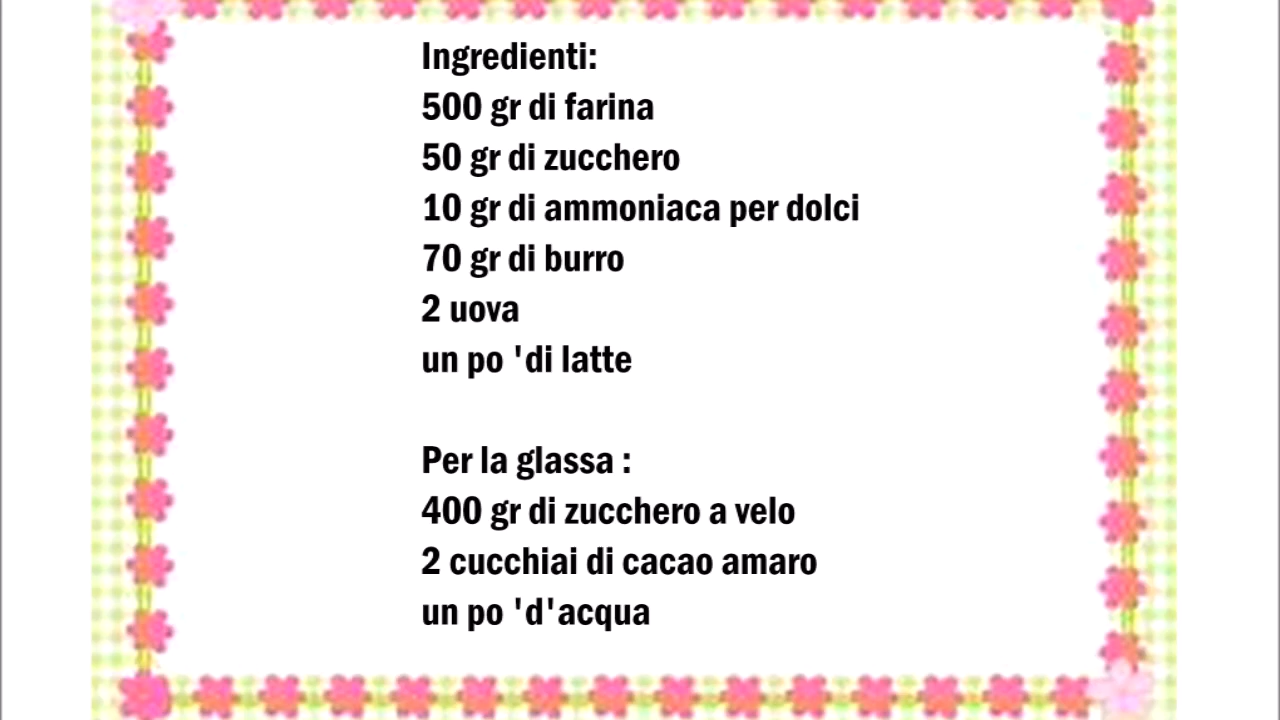 Ingredienti:
500 gr di farina
50 gr di zucchero
10 gr di ammoniaca per dolci
70 gr di burro
2 uova
un po 'di latte
Per la glassa :
400 gr di zucchero a velo
2 cucchiai di cacao amaro
un po 'd'acqua